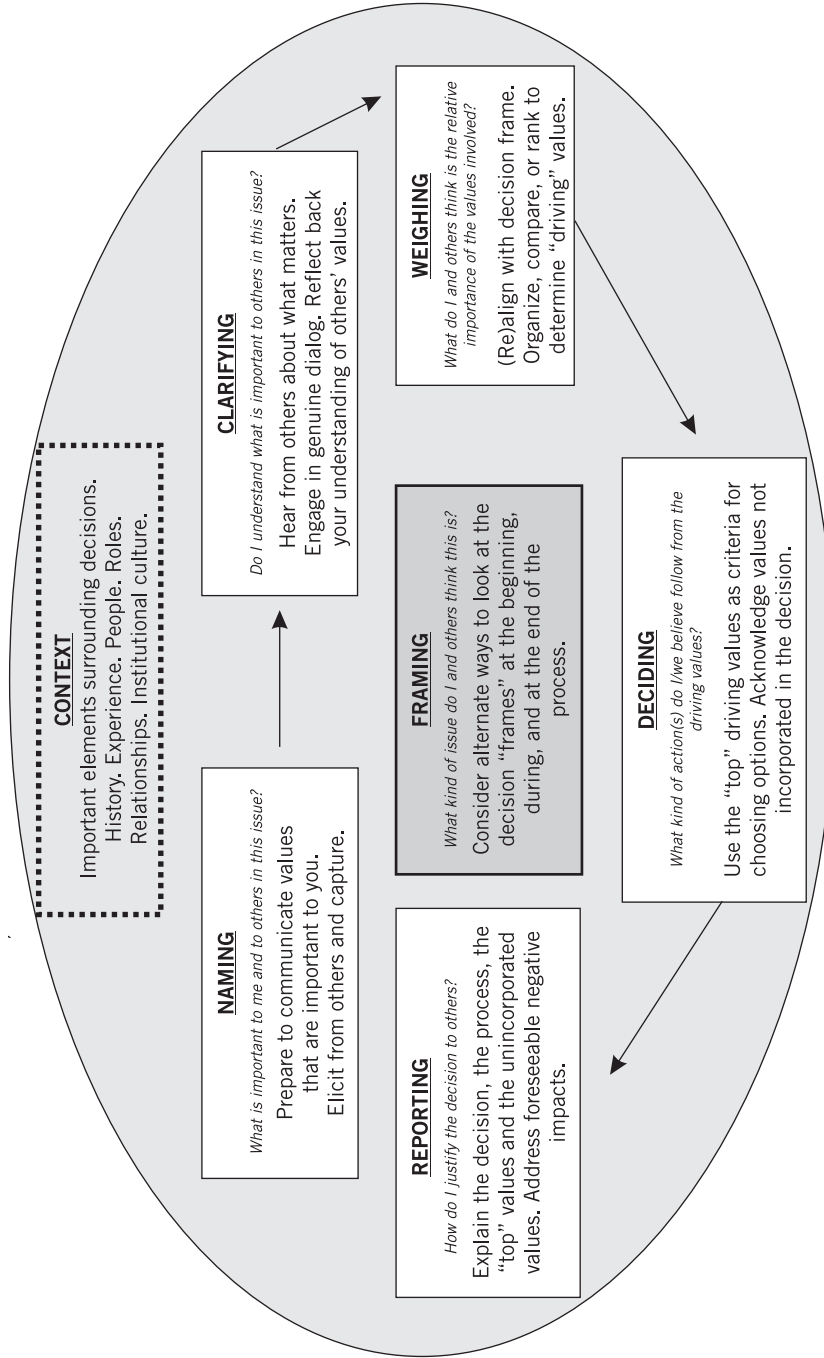 CONTEXT
Important elements surrounding decisions.
History. Experience. People. Roles.
Relationships. Institutional culture.
NAMING
What is important to me and to others in this issue?
Prepare to communicate values
that are important to you.
Elicit from others and capture.
CLARIFYING
Do I understand what is important to others in this issue?
Hear from others about what matters.
Engage in genuine dialog. Reflect back
your understanding of others’ values.
WEIGHING
What do I and others think is the relative
importance of the values involved?
(Re)align with decision frame.
Organize, compare, or rank to
determine “driving” values.
FRAMING
What kind of issue do I and others think this is?
Consider alternate ways to look at the
decision “frames” at the beginning,
during, and at the end of the
process.
DECIDING
What kind of action(s) do I/we believe follow from the
driving values?
Use the “top” driving values as criteria for
choosing options. Acknowledge values not
incorporated in the decision.
REPORTING
How do I justify the decision to others?
Explain the decision, the process, the
“top” values and the unincorporated
values. Address foreseeable negative
impacts.